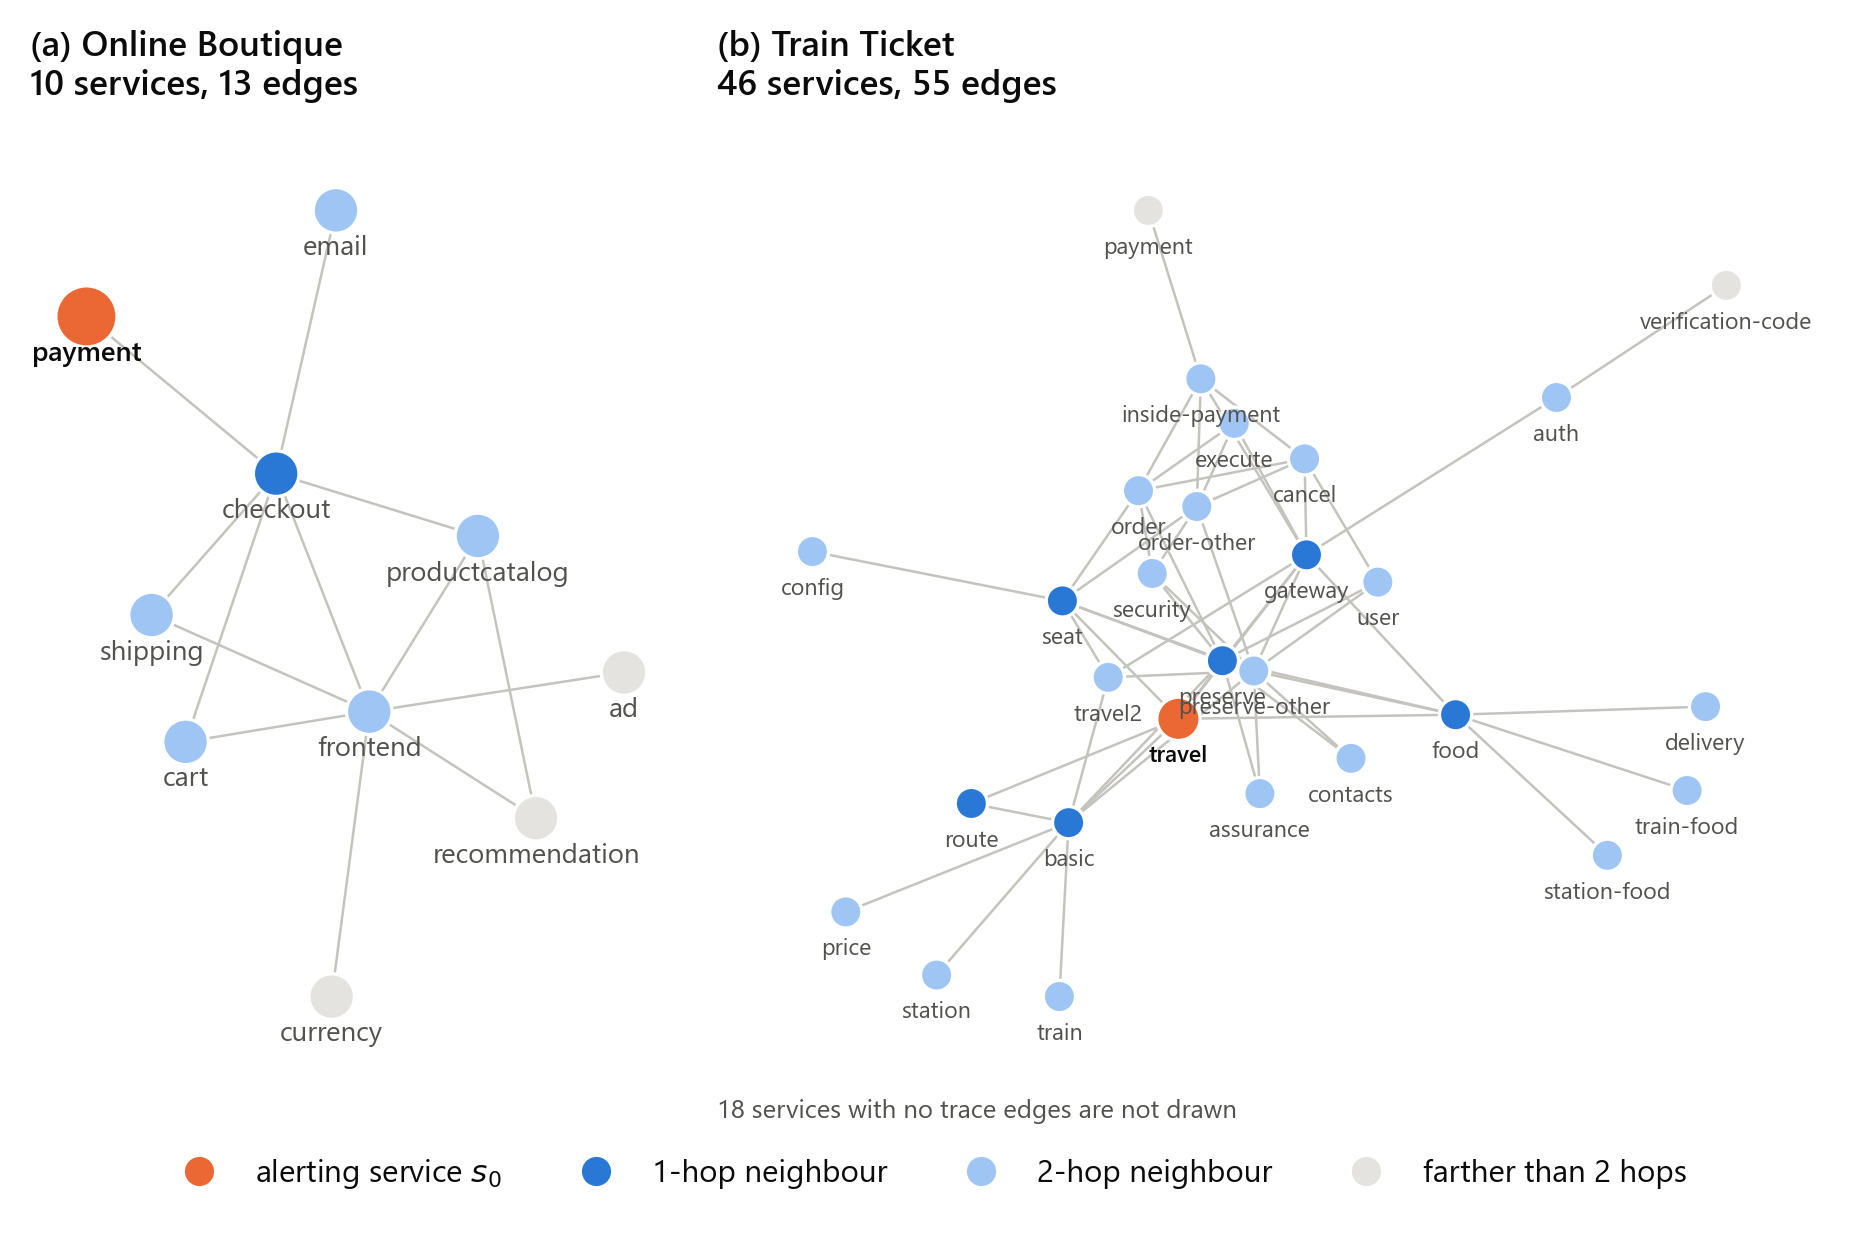 (a) Online Boutique
10 services, 13 edges
(b) Train Ticket
46 services, 55 edges
email
payment
checkout
productcatalog
shipping
ad
frontend
cart
recommendation
currency
payment
verification-code
inside-payment
auth
execute
cancel
order
order-other
config
gateway
security
user
seat
preserve
preserve-other
travel2
travel
food
delivery
contacts
assurance
train-food
route
basic
station-food
price
station
train
18 services with no trace edges are not drawn
alerting service s₀
1-hop neighbour
2-hop neighbour
farther than 2 hops